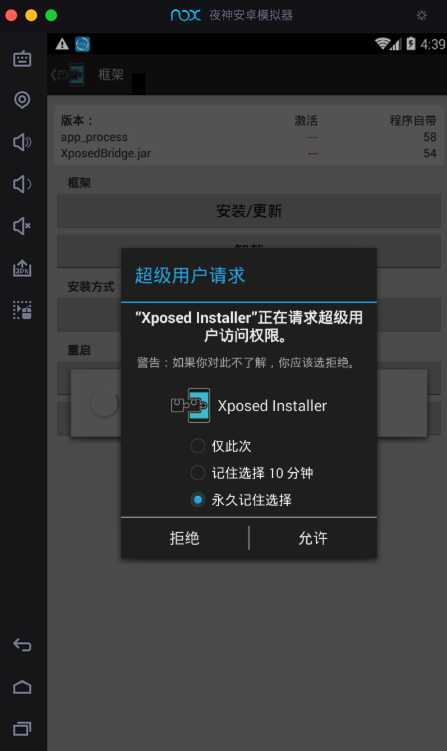 nox 夜神安卓模拟器
4:39
框架
版本： 激活 程序自带
app_process --- 58
XposedBridge.jar --- 54
框架
安装/更新
安装方式
重启
超级用户请求
“Xposed Installer”正在请求超级用
户访问权限。
警告：如果你对此不了解，你应该选拒绝。
Xposed Installer
仅此次
记住选择 10 分钟
永久记住选择
拒绝 允许